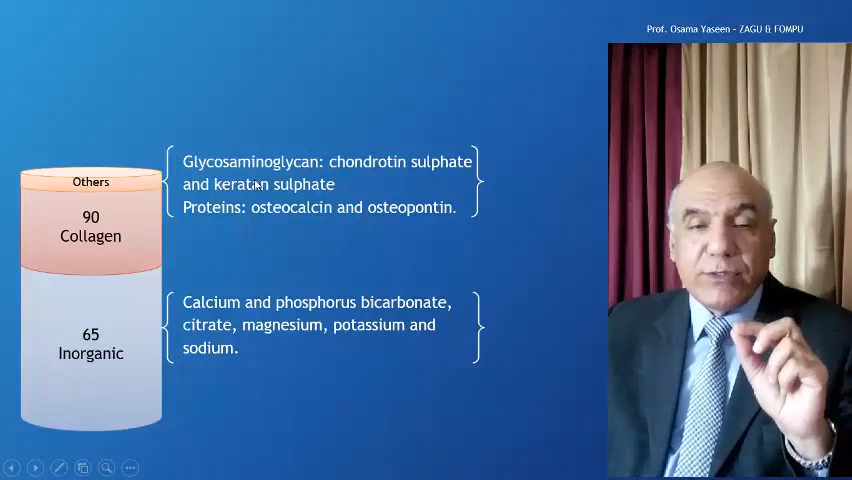 Prof. Osama Yaseen - ZAGU & FOMPU
Others
90
Collagen
65
Inorganic
Glycosaminoglycan: chondrotin sulphate
and keratin sulphate
Proteins: osteocalcin and osteopontin.
Calcium and phosphorus bicarbonate,
citrate, magnesium, potassium and
sodium.